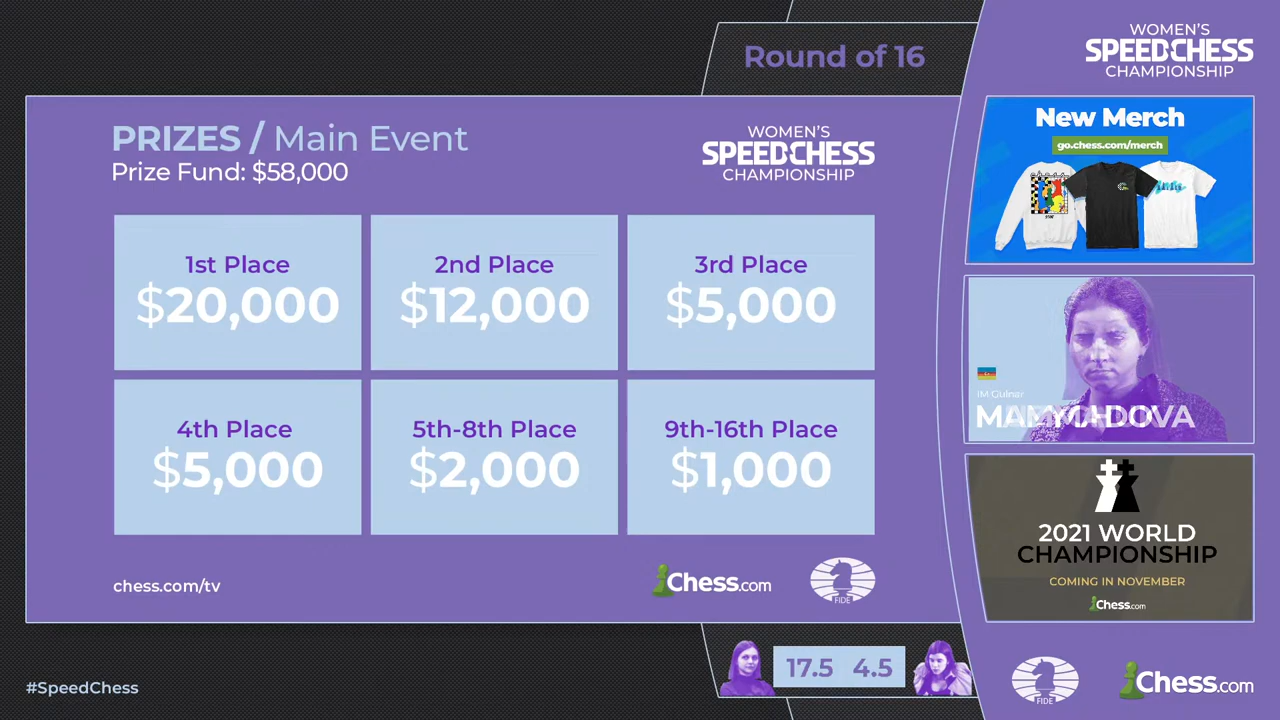 Round of 16
WOMEN'S
SPEEDCHESS
CHAMPIONSHIP
PRIZES / Main Event
Prize Fund: $58,000
WOMEN'S
SPEEDCHESS
CHAMPIONSHIP
1st Place
$20,000
2nd Place
$12,000
3rd Place
$5,000
4th Place
$5,000
5th-8th Place
$2,000
9th-16th Place
$1,000
chess.com/tv
Chess.com
FIDE
New Merch
go.chess.com/merch
IM Gulnar
2021 WORLD
CHAMPIONSHIP
COMING IN NOVEMBER
Chess.com
17.5 4.5
#SpeedChess
FIDE
Chess.com